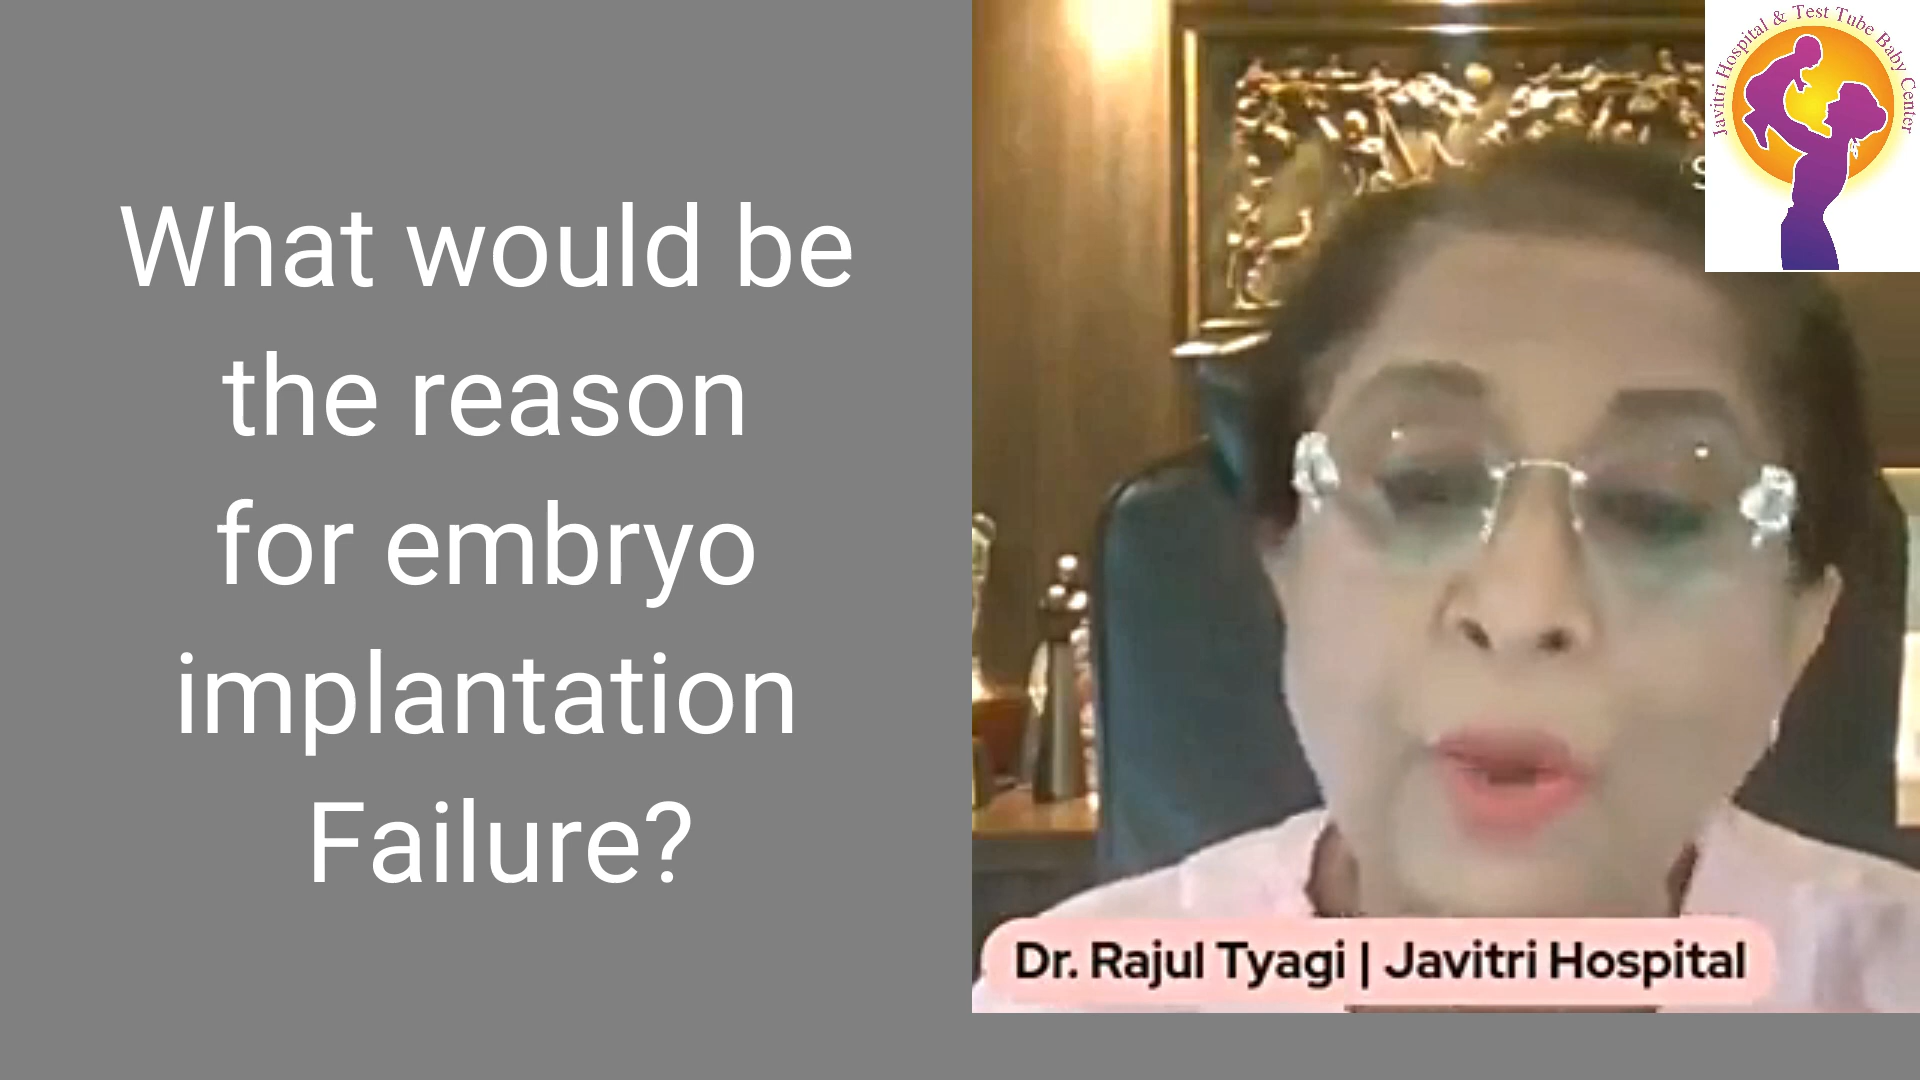 What would be
the reason
for embryo
implantation
Failure?
Javitri Hospital & Test Tube Baby Center
Dr. Rajul Tyagi | Javitri Hospital